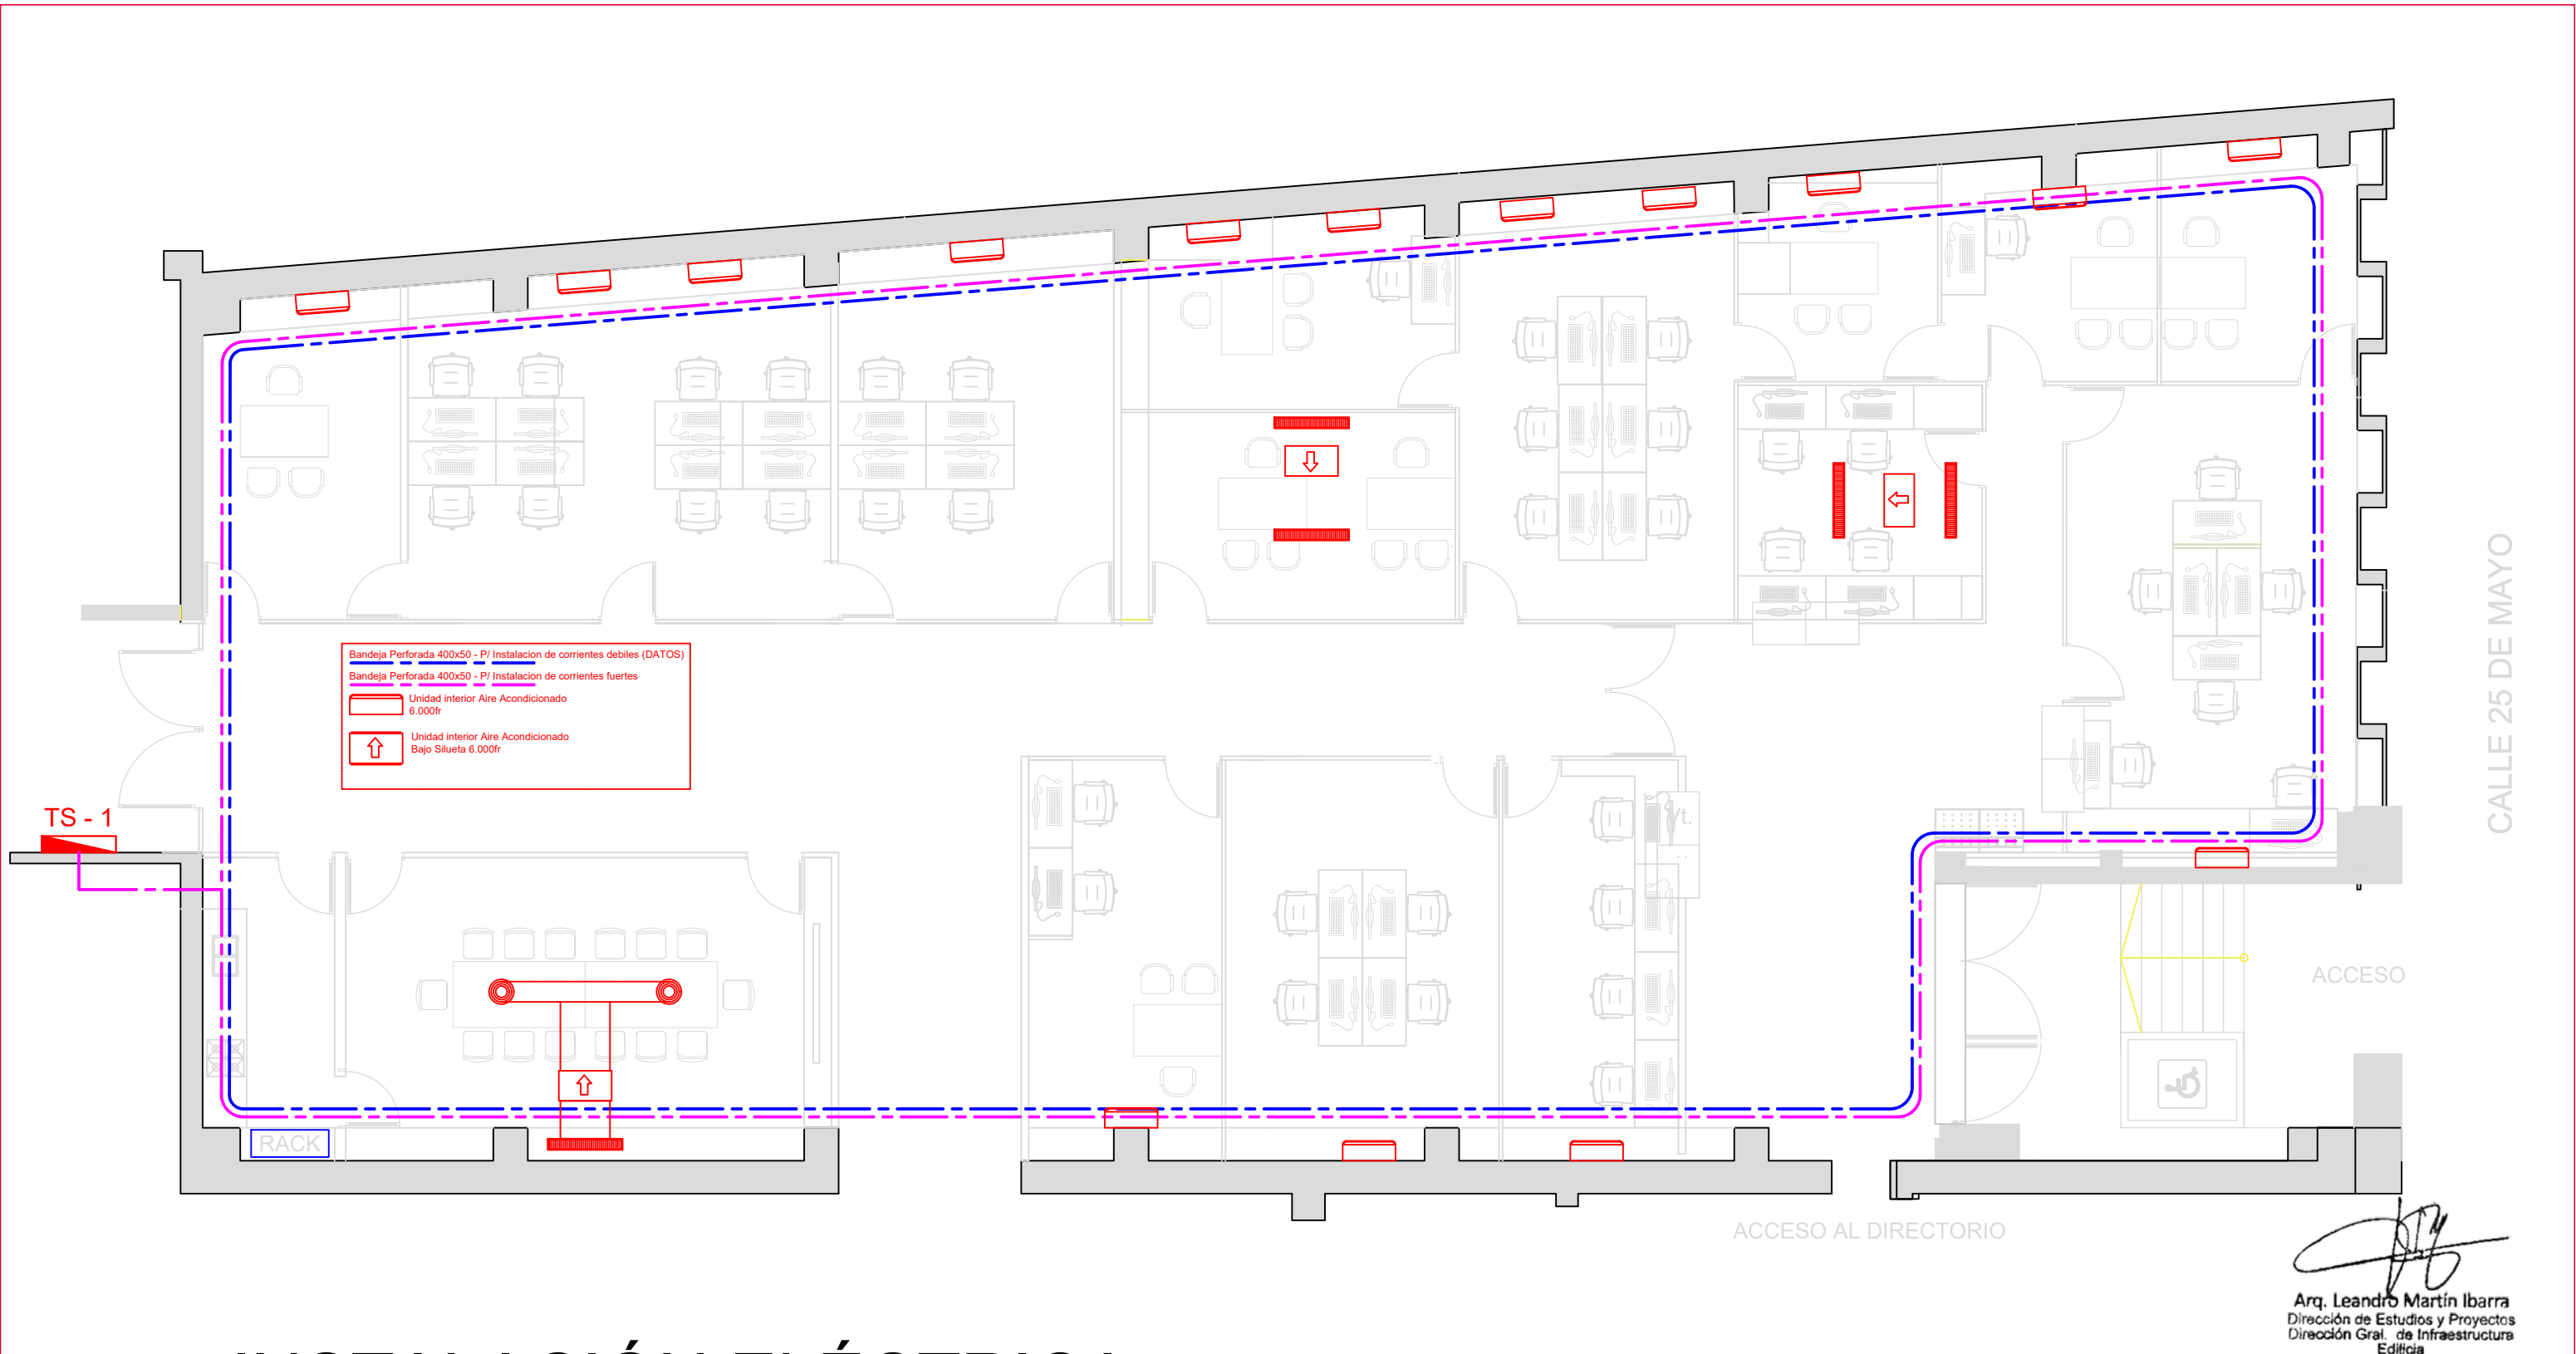 Bandeja Perforada 400x50 - P/ Instalacion de corrientes debiles (DATOS)
Bandeja Perforada 400x50 - P/ Instalacion de corrientes fuertes
Unidad interior Aire Acondicionado
6.000fr
Unidad interior Aire Acondicionado
Bajo Silueta 6.000fr
TS - 1
RACK
CALLE 25 DE MAYO
ACCESO
ACCESO AL DIRECTORIO
Arq. Leandro Martín Ibarra
Dirección de Estudios y Proyectos
Dirección Gral. de Infraestructura
Edilicia
INSTALACIÓN ELÉCTRICA